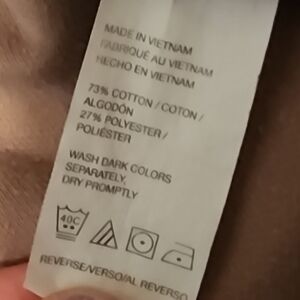 MADE IN VIETNAM
FABRIQUÉ AU VIETNAM
HECHO EN VIETNAM
73% COTTON / COTON /
ALGODÓN
27% POLYESTER /
POLIÉSTER
WASH DARK COLORS
SEPARATELY,
DRY PROMPTLY
40C
REVERSE/VERSO/AL REVERSO